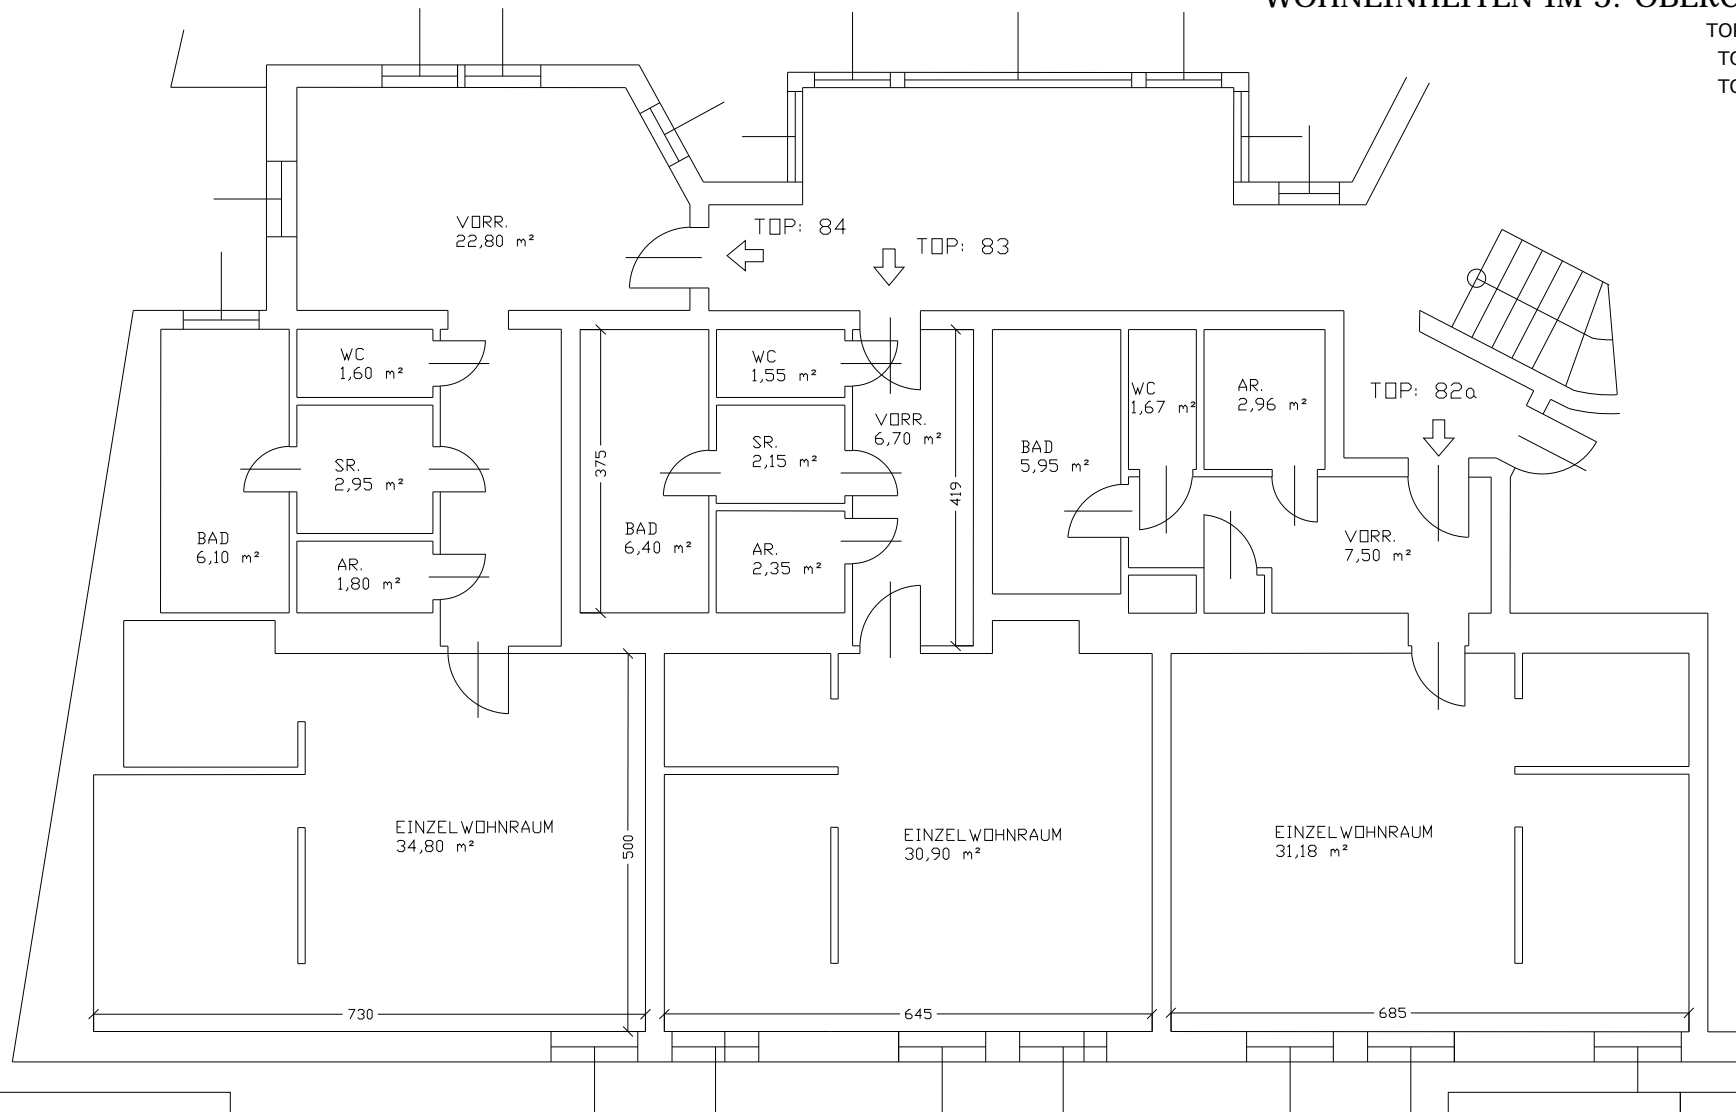 WOHNEINHEITEN IM
VORR.
22,80 m²
TOP: 84
TOP: 83
WC
1,60 m²
SR.
2,95 m²
BAD
6,10 m²
AR.
1,80 m²
375
WC
1,55 m²
SR.
2,15 m²
BAD
6,40 m²
AR.
2,35 m²
VORR.
6,70 m²
419
BAD
5,95 m²
WC
1,67 m²
AR.
2,96 m²
TOP: 82a
VORR.
7,50 m²
EINZELWOHNRAUM
34,80 m²
500
EINZELWOHNRAUM
30,90 m²
EINZELWOHNRAUM
31,18 m²
730
645
685